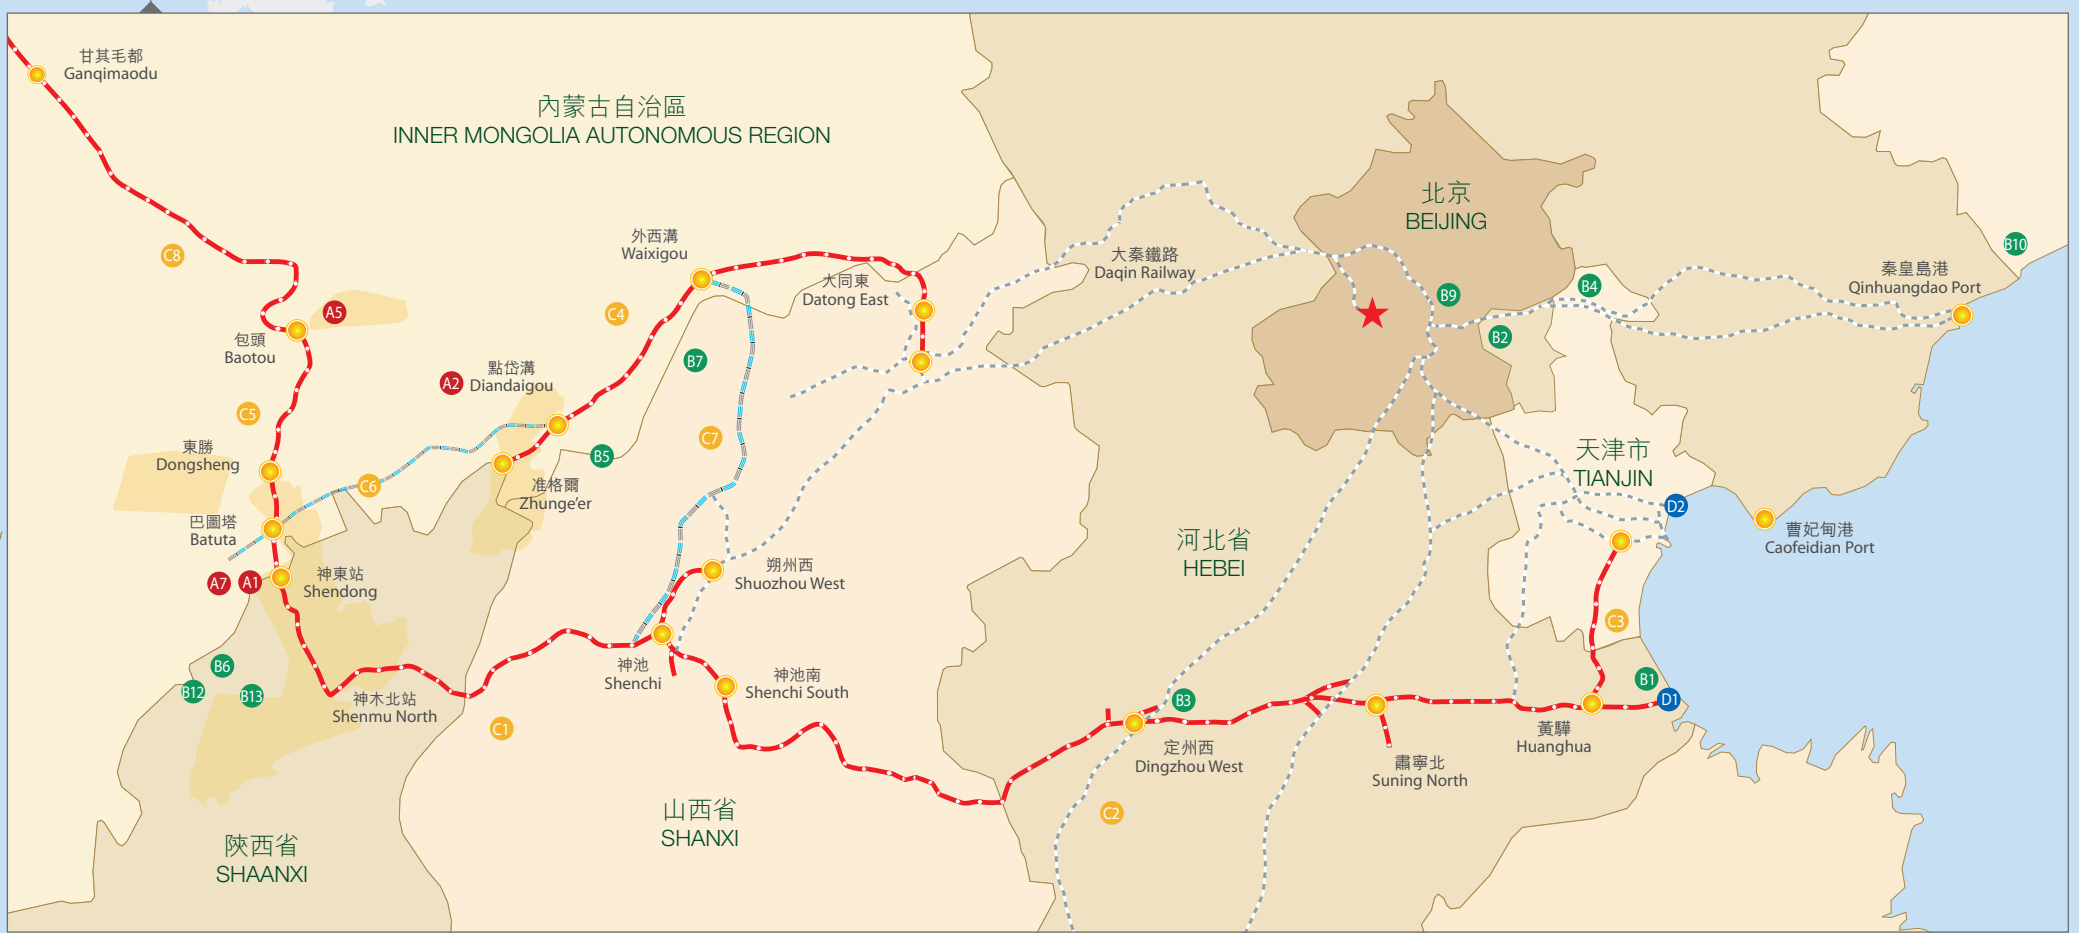 甘其毛都
Ganqimaodu
內蒙古自治區
INNER MONGOLIA AUTONOMOUS REGION
北京
BEIJING
外西溝
Waixigou
大同東
Datong East
大秦鐵路
Daqin Railway
秦皇島港
Qinhuangdao Port
B10
C8
A5
C4
B9
B4
B2
包頭
Baotou
B7
A2
點岱溝
Diandaigou
C5
C7
東勝
Dongsheng
B5
天津市
TIANJIN
C6
准格爾
Zhunge'er
D2
巴圖塔
Batuta
曹妃甸港
Caofeidian Port
河北省
HEBEI
A7
A1
神東站
Shendong
朔州西
Shuozhou West
C3
B6
B12
B13
神池
Shenchi
神池南
Shenchi South
B1
D1
神木北站
Shenmu North
B3
C1
定州西
Dingzhou West
黃驊
Huanghua
肅寧北
Suning North
C2
山西省
SHANXI
陝西省
SHAANXI